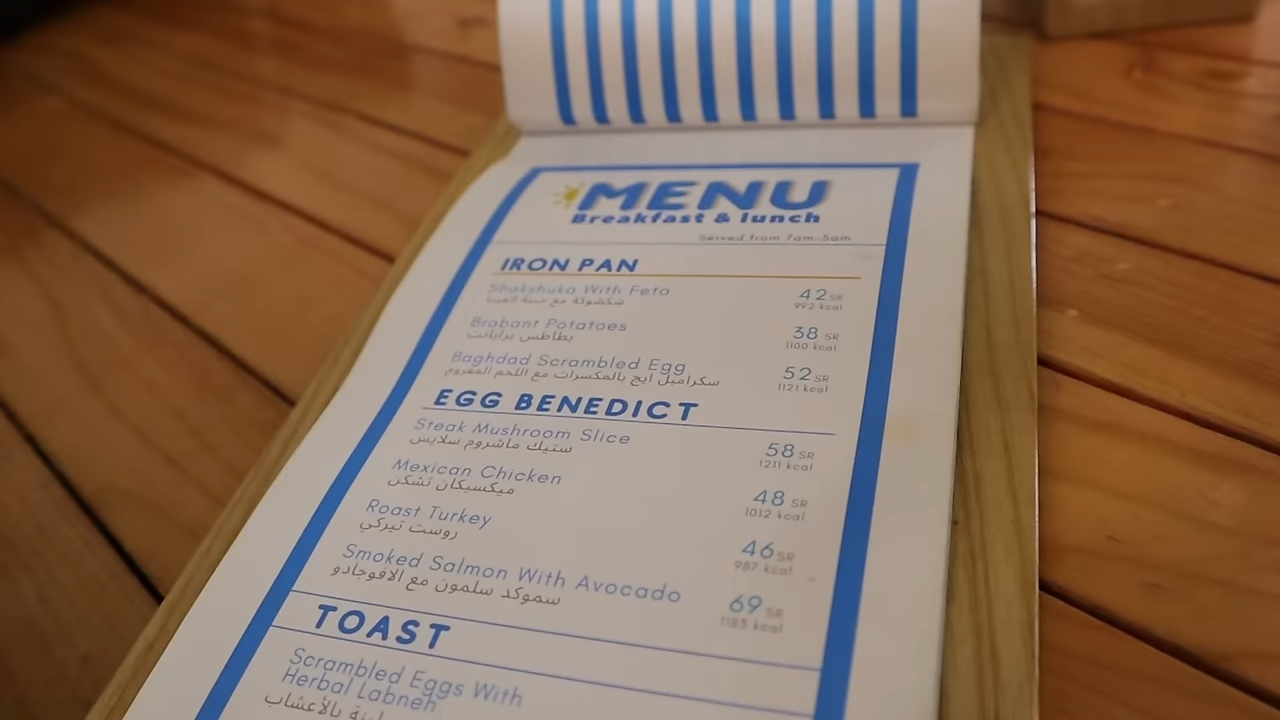 MENU
Breakfast & lunch
Served from 7am-5am
IRON PAN
Shakshuka With Feta
42 SR
شكشوكة مع جبنة الفيتا
992 kcal
Brabant Potatoes
38 SR
بطاطس برابانت
1100 kcal
Baghdad Scrambled Egg
52 SR
سكرامبل ايج بالمكسرات مع اللحم المفروم
1121 kcal
EGG BENEDICT
Steak Mushroom Slice
58 SR
ستيك ماشروم سلايس
1211 kcal
Mexican Chicken
48 SR
ميكسيكان تشكن
1012 kcal
Roast Turkey
46 SR
روست تيركي
987 kcal
Smoked Salmon With Avocado
69 SR
سموكد سلمون مع الافوجادو
1183 kcal
TOAST
Scrambled Eggs With
Herbal Labneh
بالأعشاب